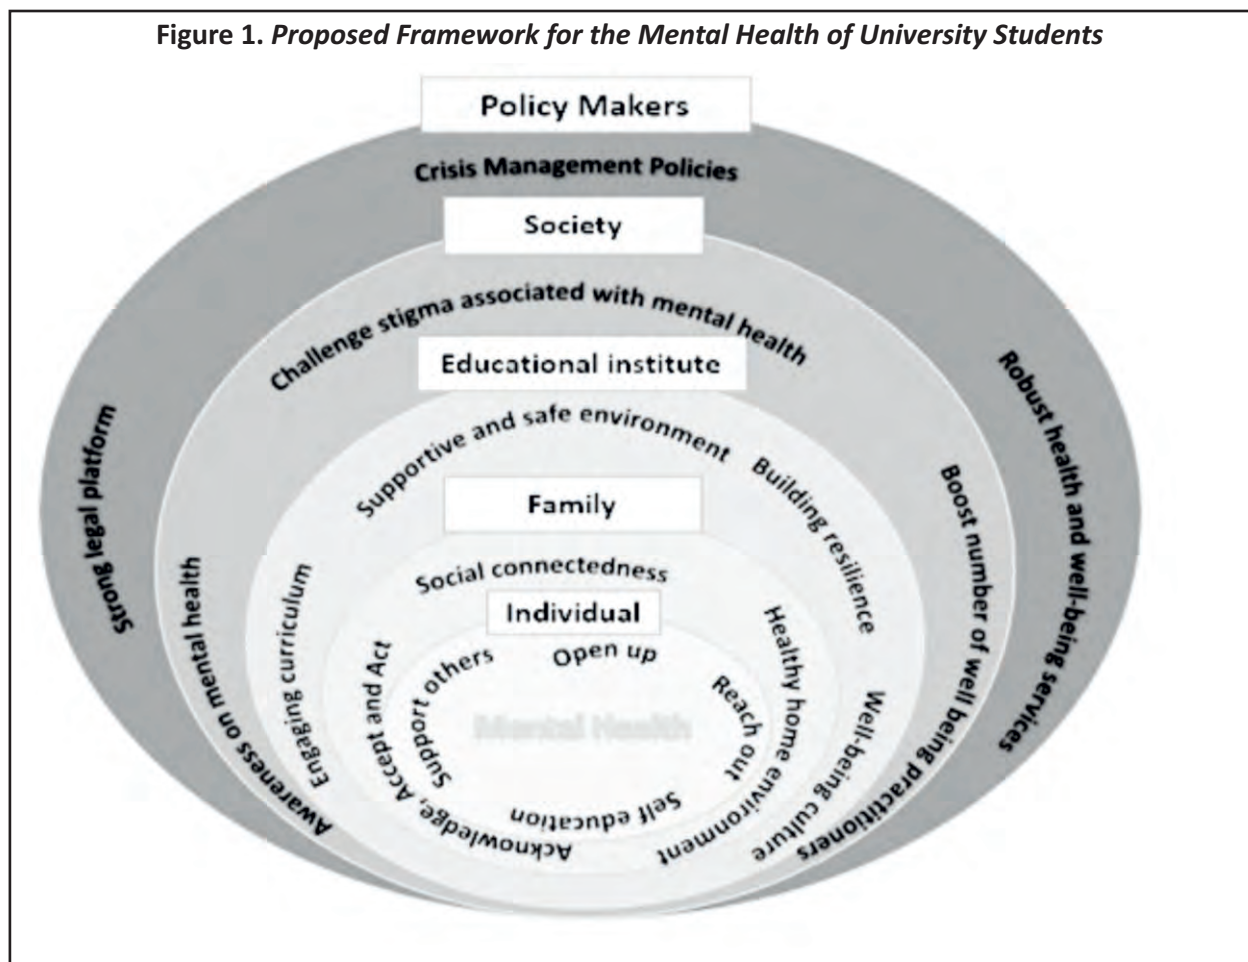 Figure 1. Proposed Framework for the Mental Health of University Students
Policy Makers
Crisis Management Policies
Strong legal platform
Robust health and well-being services
Society
Challenge stigma associated with mental health
Awareness on mental health
Boost number of well being practitioners
Educational institute
Supportive and safe environment
Building resilience
Engaging curriculum
Well-being culture
Family
Social connectedness
Acknowledge, Accept and Act
Healthy home environment
Individual
Open up
Support others
Reach out
Self education
Mental Health